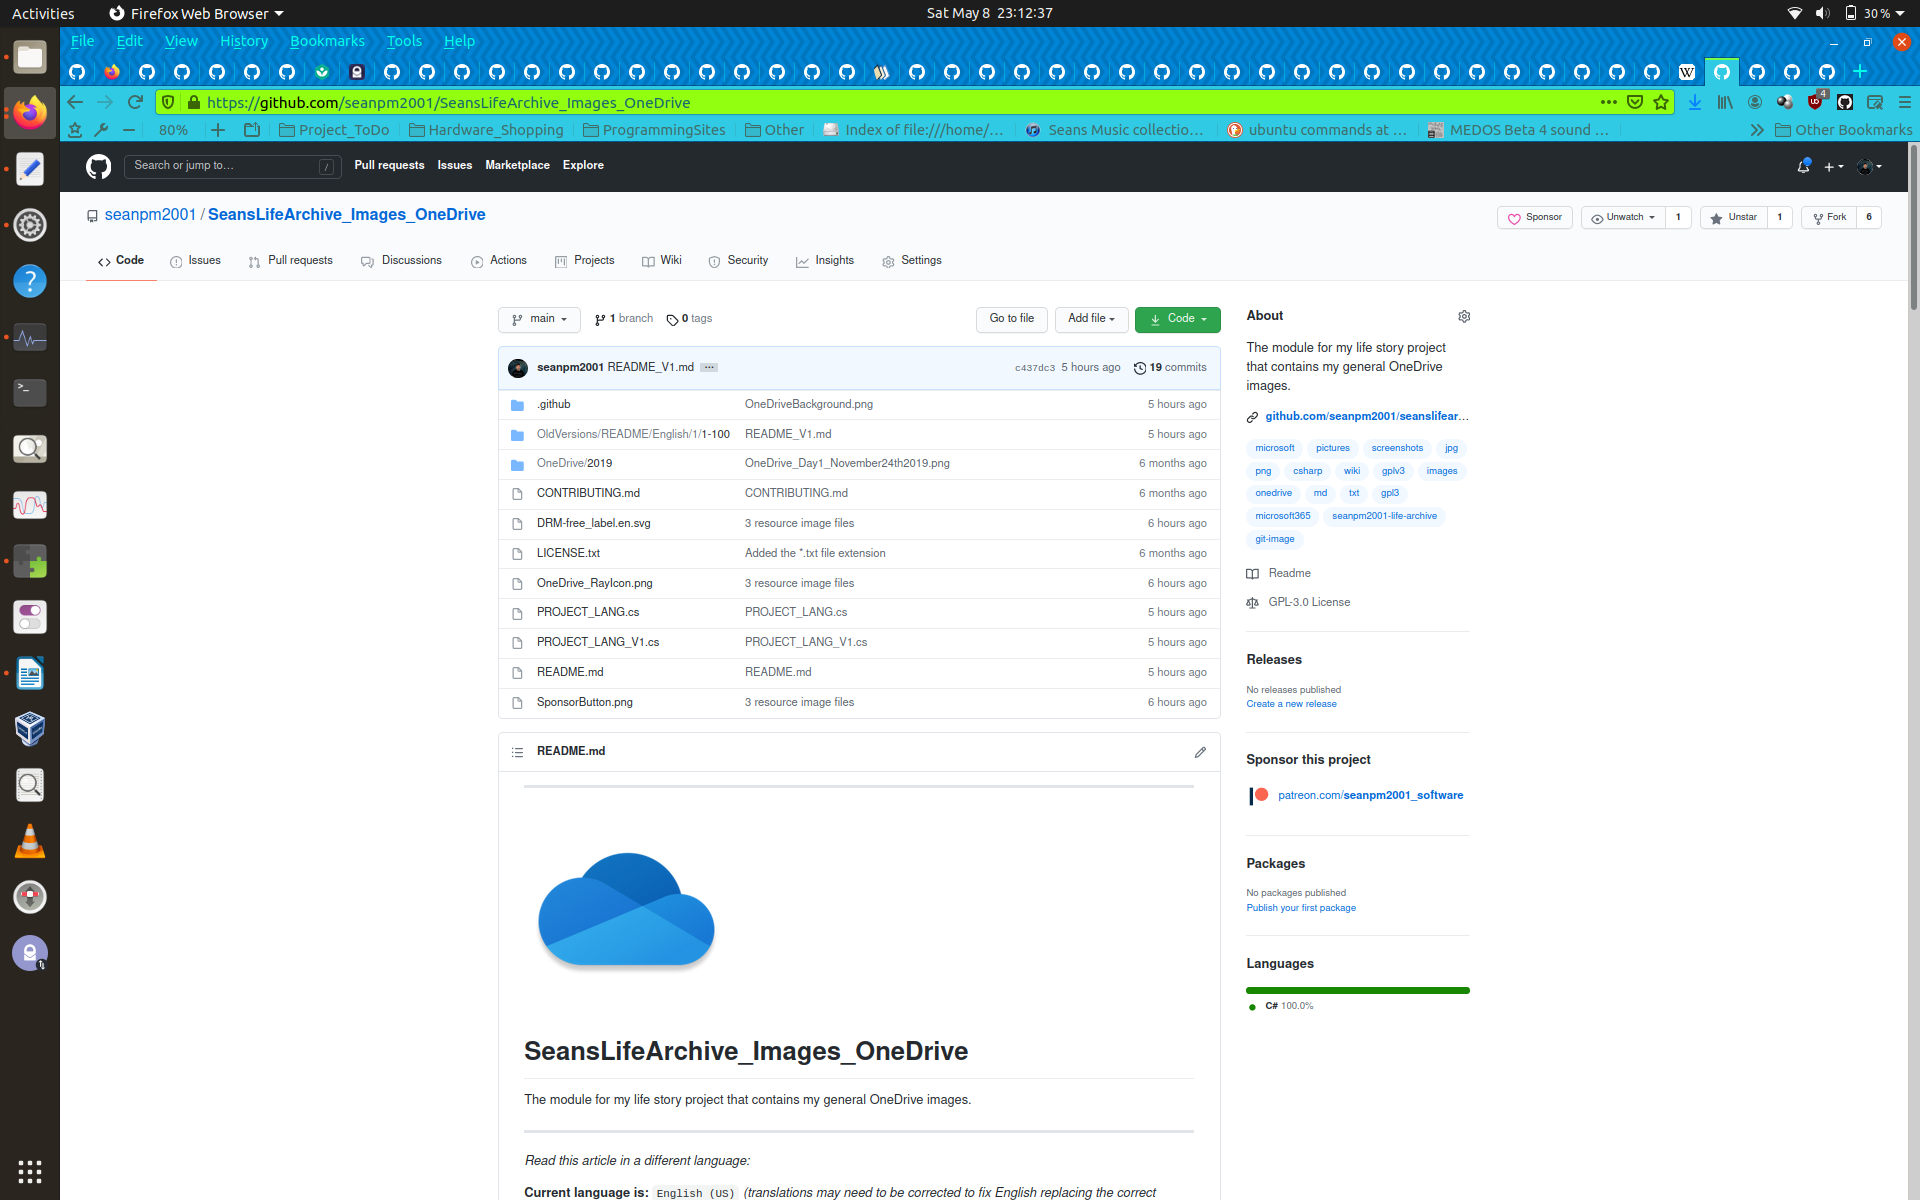 Activities
Firefox Web Browser
Sat May 8 23:12:37
30 %
File Edit View History Bookmarks Tools Help
W
https://github.com/seanpm2001/SeansLifeArchive_Images_OneDrive
4
80%
Project_ToDo
Hardware_Shopping
ProgrammingSites
Other
Index of file:///home/...
Seans Music collectio...
ubuntu commands at ...
MEDOS Beta 4 sound ...
Other Bookmarks
Search or jump to...
/
Pull requests Issues Marketplace Explore
seanpm2001 / SeansLifeArchive_Images_OneDrive
Sponsor
Unwatch 1
Unstar 1
Fork 6
Code Issues Pull requests Discussions Actions Projects Wiki Security Insights Settings
main
1 branch
0 tags
Go to file
Add file
Code
seanpm2001 README_V1.md ...
c437dc3 5 hours ago
19 commits
.github OneDriveBackground.png 5 hours ago
OldVersions/README/English/1/1-100 README_V1.md 5 hours ago
OneDrive/2019 OneDrive_Day1_November24th2019.png 6 months ago
CONTRIBUTING.md CONTRIBUTING.md 6 months ago
DRM-free_label.en.svg 3 resource image files 6 hours ago
LICENSE.txt Added the *.txt file extension 6 months ago
OneDrive_RayIcon.png 3 resource image files 6 hours ago
PROJECT_LANG.cs PROJECT_LANG.cs 5 hours ago
PROJECT_LANG_V1.cs PROJECT_LANG_V1.cs 5 hours ago
README.md README.md 5 hours ago
SponsorButton.png 3 resource image files 6 hours ago
README.md
SeansLifeArchive_Images_OneDrive
The module for my life story project that contains my general OneDrive images.
Read this article in a different language:
Current language is: English (US) (translations may need to be corrected to fix English replacing the correct
About
The module for my life story project
that contains my general OneDrive
images.
github.com/seanpm2001/seanslifear...
microsoft pictures screenshots jpg
png csharp wiki gplv3 images
onedrive md txt gpl3
microsoft365 seanpm2001-life-archive
git-image
Readme
GPL-3.0 License
Releases
No releases published
Create a new release
Sponsor this project
patreon.com/seanpm2001_software
Packages
No packages published
Publish your first package
Languages
C# 100.0%